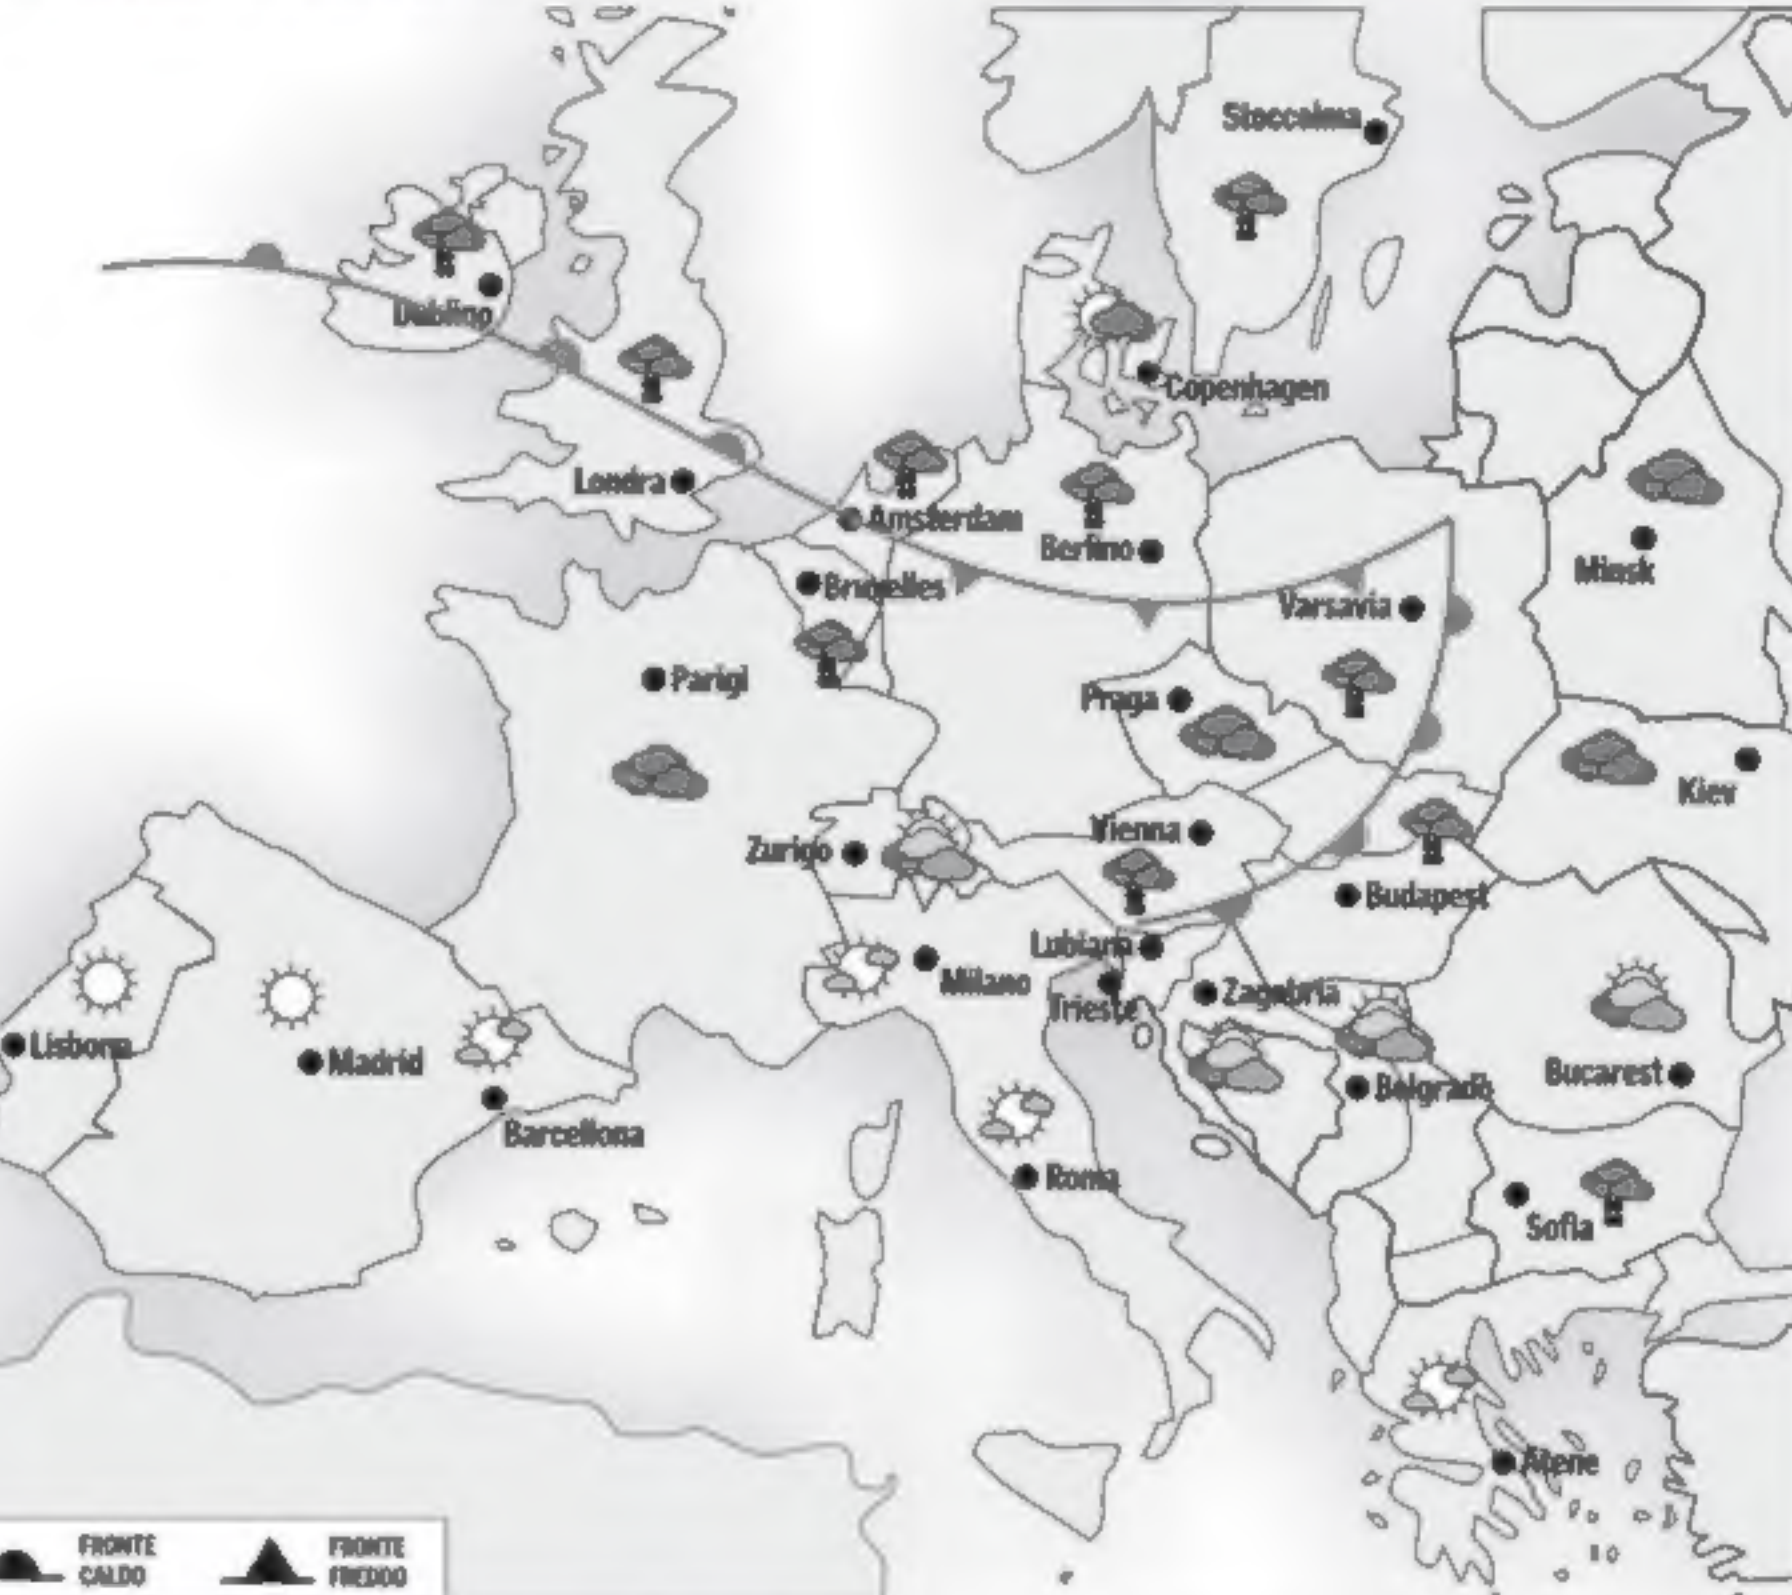 Stoccolma
Dublino
Copenhagen
Londra
Amsterdam
Berlino
Minsk
Bruxelles
Varsavia
Parigi
Praga
Kiev
Vienna
Zurigo
Budapest
Lubiana
Milano
Zagabria
Trieste
Lisbona
Madrid
Belgrado
Bucarest
Barcellona
Roma
Sofia
Atene
FRONTE
CALDO
FRONTE
FREDDO